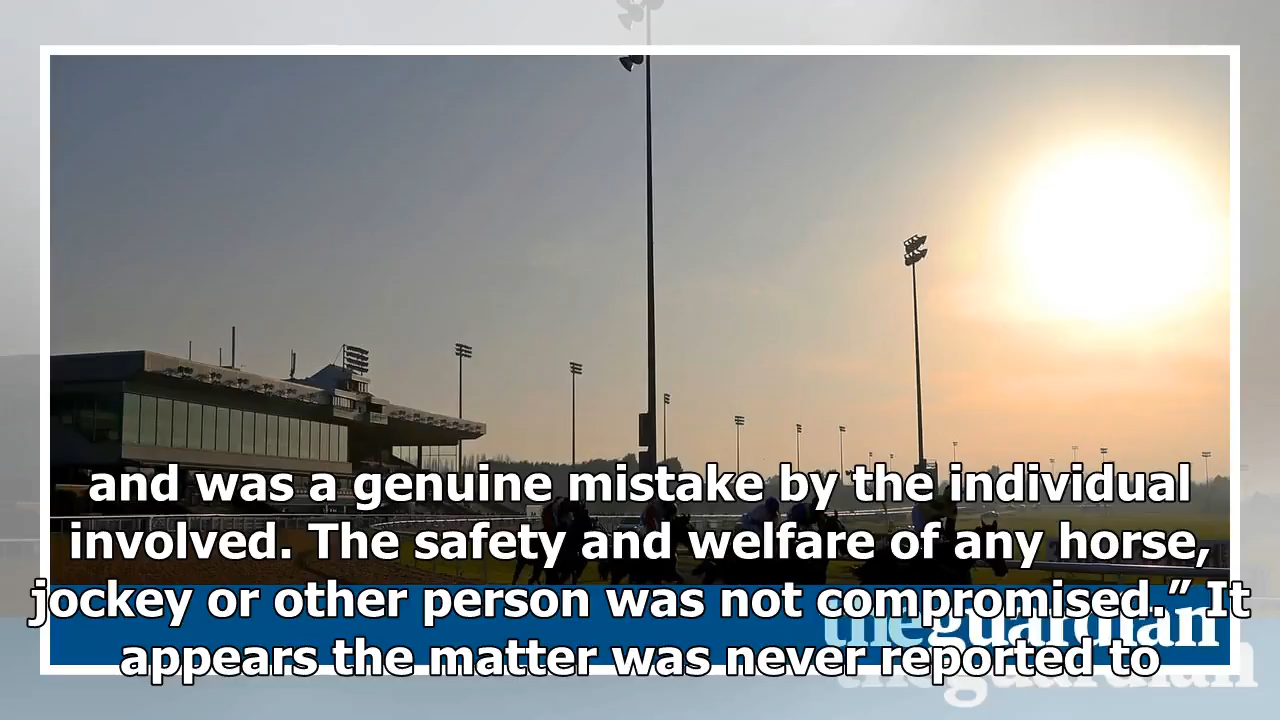 and was a genuine mistake by the individual
involved. The safety and welfare of any horse,
jockey or other person was not compromised.” It
appears the matter was never reported to
theguardian
theguardian